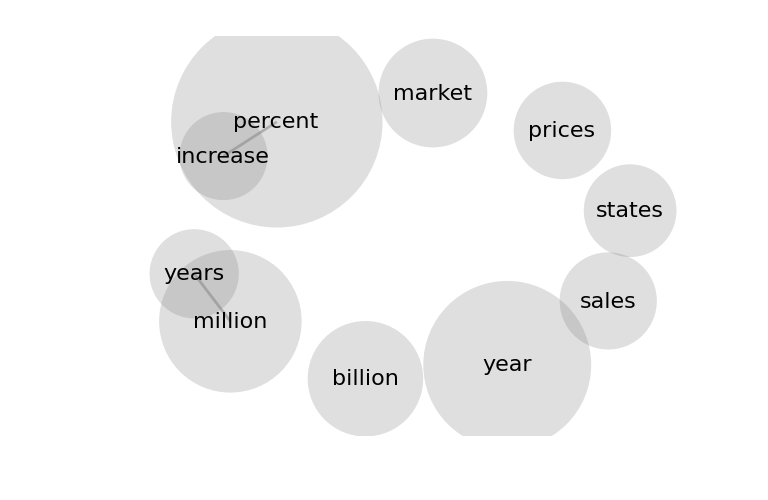 market
percent
prices
increase
states
years
sales
million
year
billion